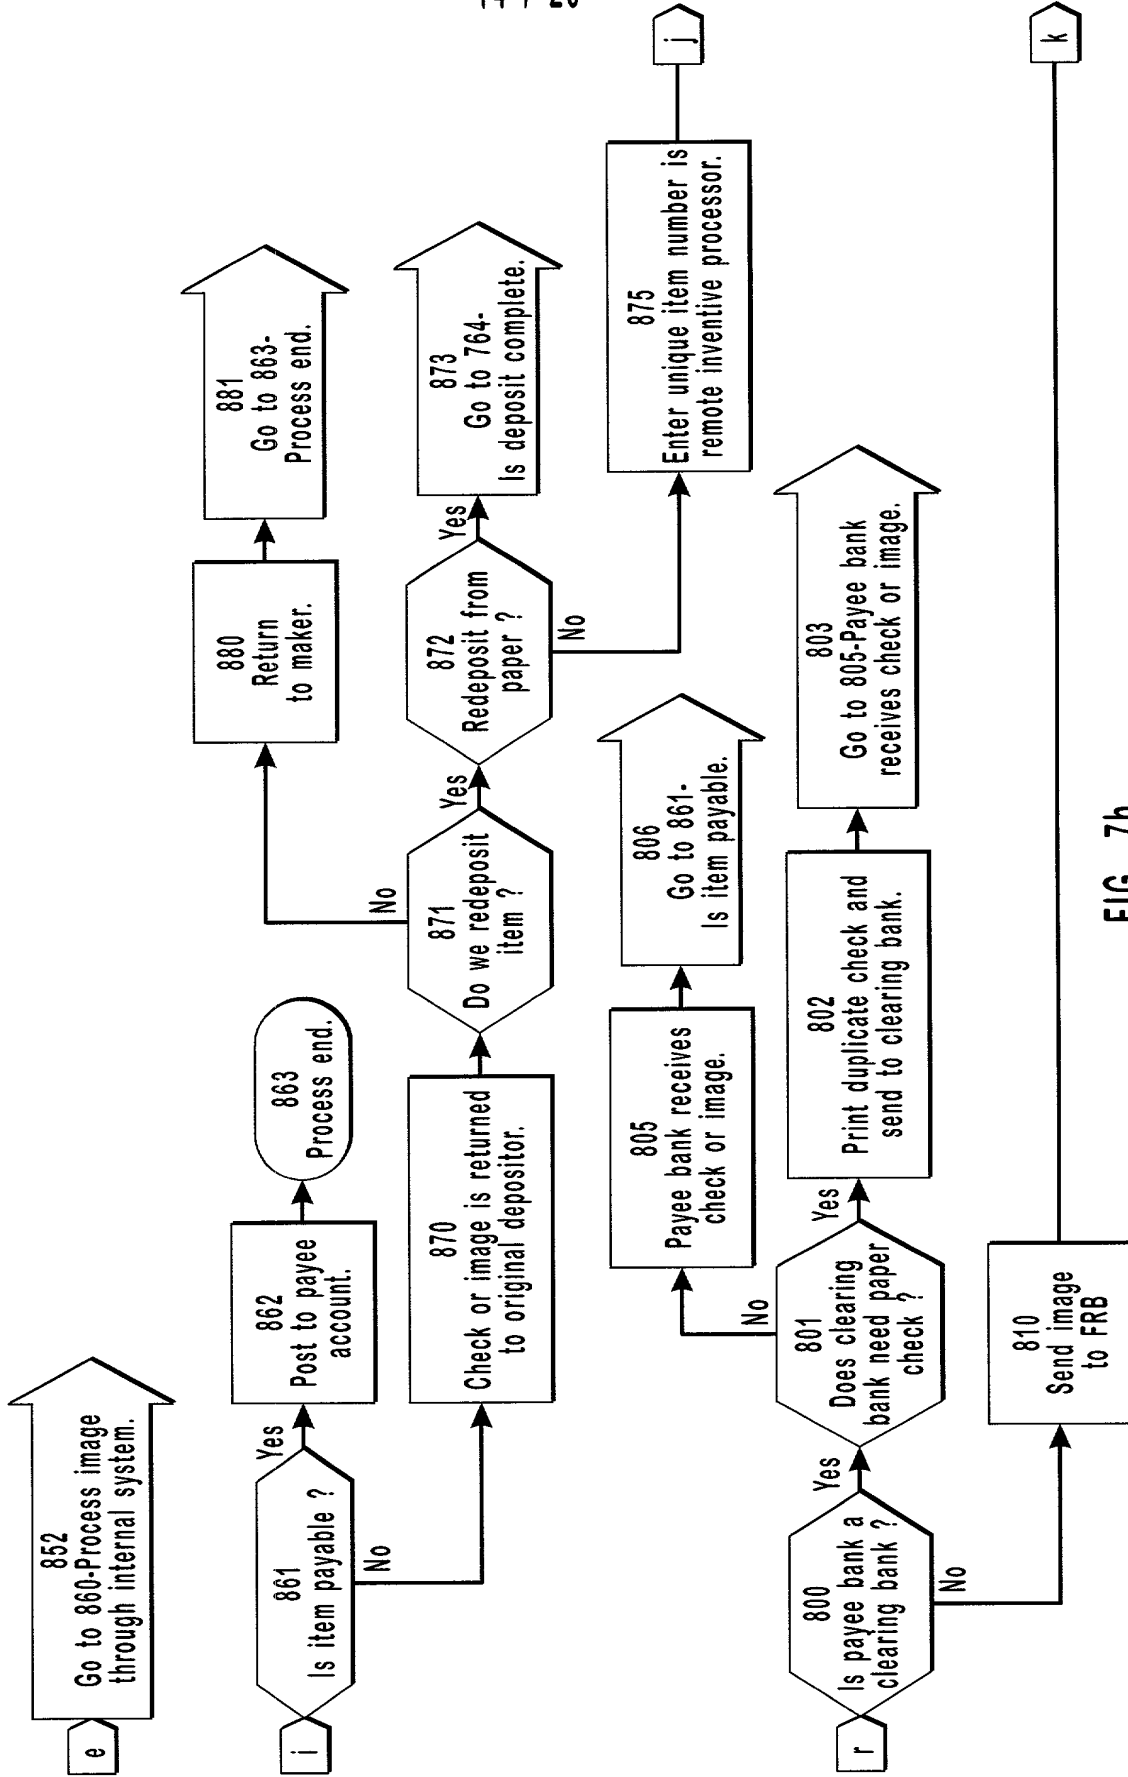 e
852
Go to 860-Process image
through internal system.
i
861
Is item payable ?
Yes
No
862
Post to payee
account.
863
Process end.
870
Check or image is returned
to original depositor.
871
Do we redeposit
item ?
No
Yes
880
Return
to maker.
881
Go to 863-
Process end.
872
Redeposit from
paper ?
Yes
No
873
Go to 764-
Is deposit complete.
875
Enter unique item number is
remote inventive processor.
j
r
800
Is payee bank a
clearing bank ?
Yes
No
801
Does clearing
bank need paper
check ?
No
Yes
805
Payee bank receives
check or image.
806
Go to 861-
Is item payable.
802
Print duplicate check and
send to clearing bank.
803
Go to 805-Payee bank
receives check or image.
810
Send image
to FRB
k